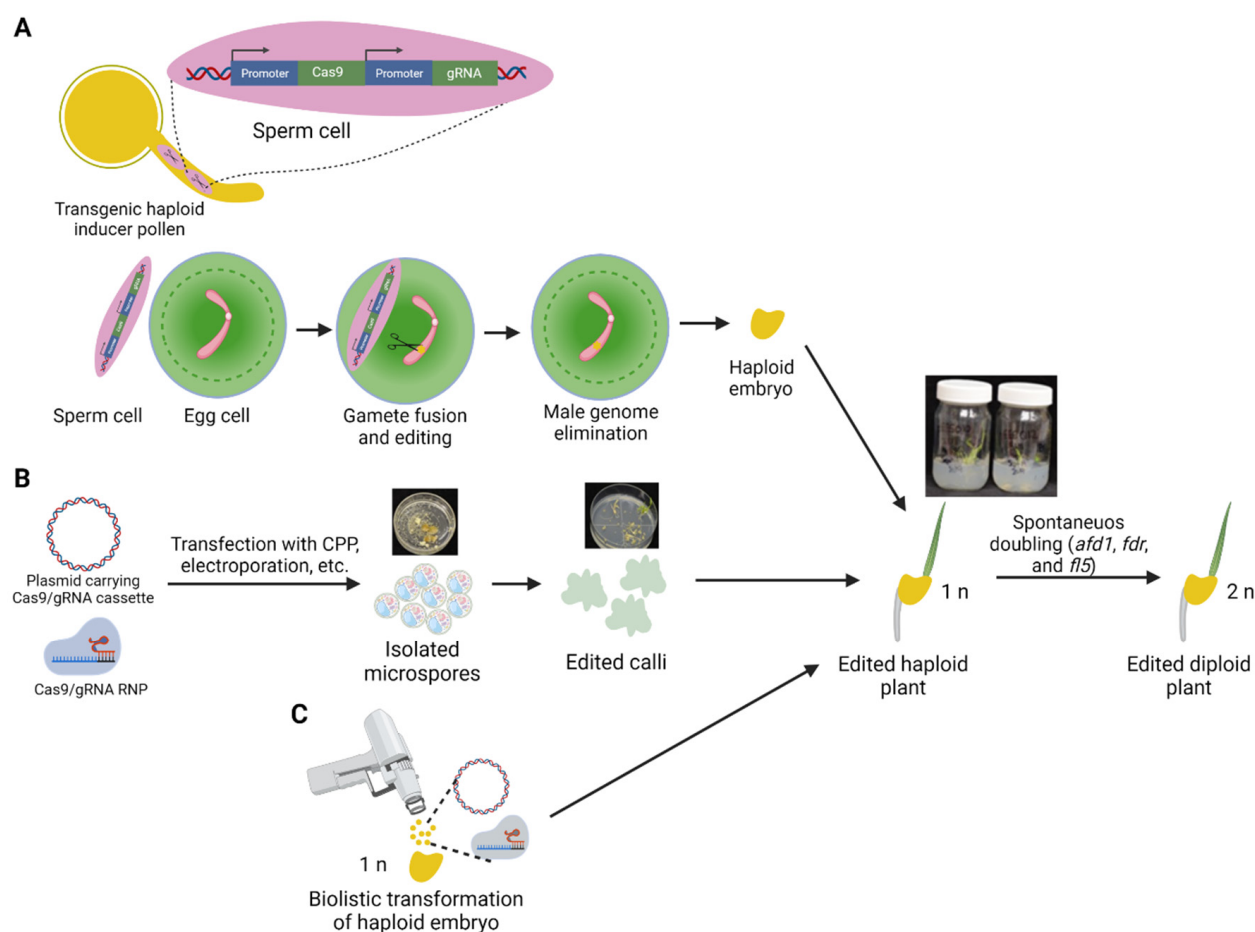 A
Promoter
Cas9
Promoter
gRNA
Sperm cell
Transgenic haploid
inducer pollen
Sperm cell
Egg cell
Gamete fusion
and editing
Male genome
elimination
Haploid
embryo
B
Plasmid carrying
Cas9/gRNA cassette
Cas9/gRNA RNP
Transfection with CPP,
electroporation, etc.
Isolated
microspores
Edited calli
1 n
Edited haploid
plant
Spontaneuos
doubling (afd1, fdr,
and fl5)
2 n
Edited diploid
plant
C
1 n
Biolistic transformation
of haploid embryo